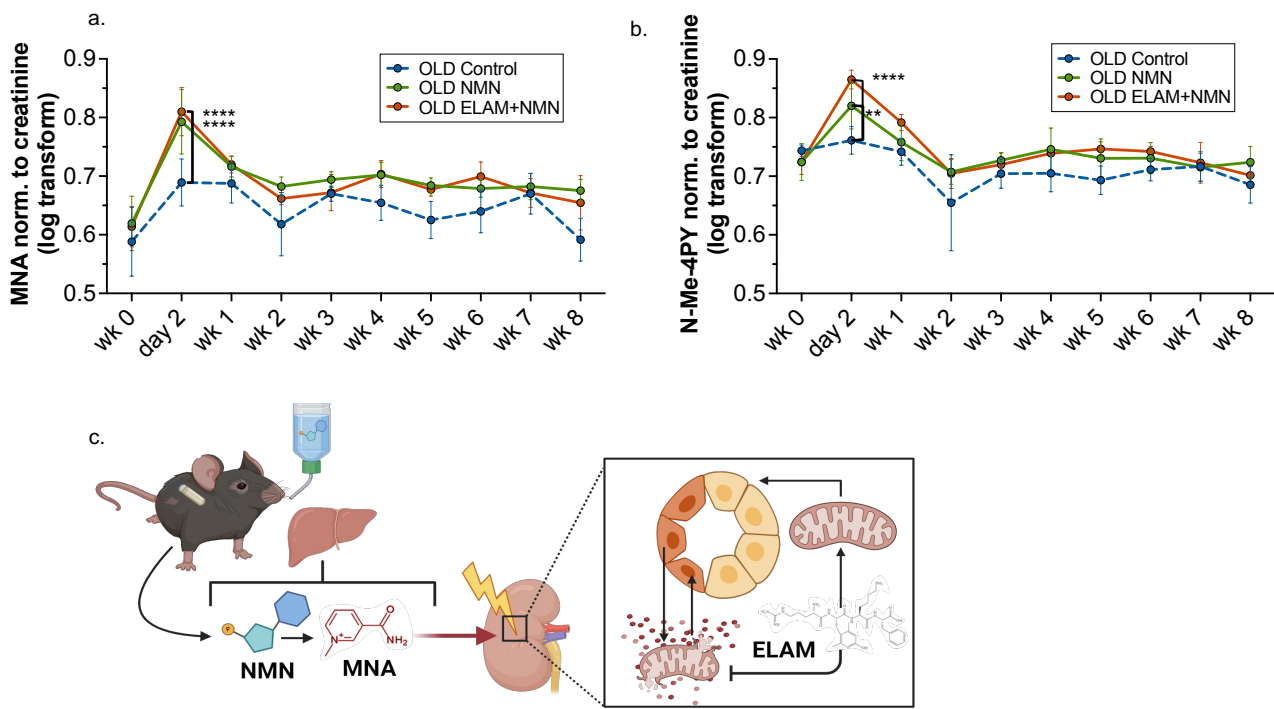 a.
MNA norm. to creatinine
(log transform)
0.9
0.8
0.7
0.6
0.5
OLD Control
OLD NMN
OLD ELAM+NMN
****
****
wk 0
day 2
wk 1
wk 2
wk 3
wk 4
wk 5
wk 6
wk 7
wk 8
b.
N-Me-4PY norm. to creatinine
(log transform)
0.9
0.8
0.7
0.6
0.5
OLD Control
OLD NMN
OLD ELAM+NMN
****
**
wk 0
day 2
wk 1
wk 2
wk 3
wk 4
wk 5
wk 6
wk 7
wk 8
c.
P
NMN
O
NH₂
N⁺
MNA
ELAM